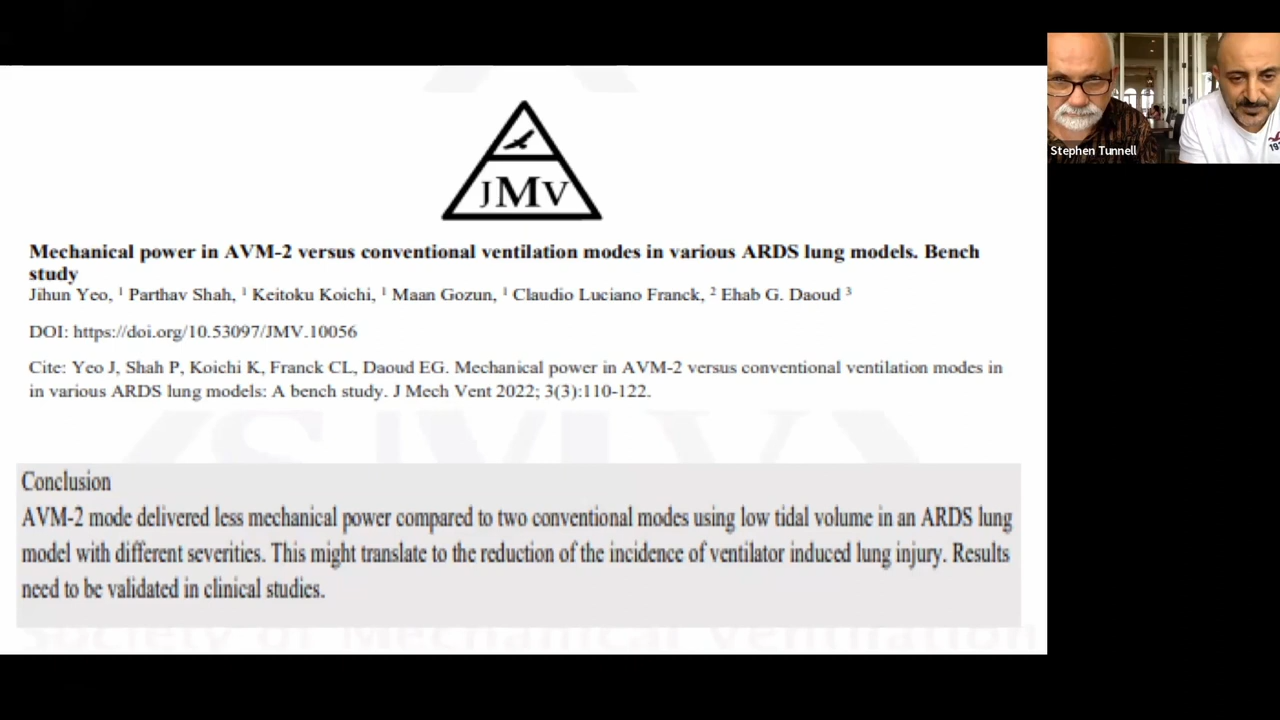 JMV
Mechanical power in AVM-2 versus conventional ventilation modes in various ARDS lung models. Bench
study
Jihun Yeo, ¹ Parthav Shah, ¹ Keitoku Koichi, ¹ Maan Gozun, ¹ Claudio Luciano Franck, ² Ehab G. Daoud ³
DOI: https://doi.org/10.53097/JMV.10056
Cite: Yeo J, Shah P, Koichi K, Franck CL, Daoud EG. Mechanical power in AVM-2 versus conventional ventilation modes in
in various ARDS lung models: A bench study. J Mech Vent 2022; 3(3):110-122.
Conclusion
AVM-2 mode delivered less mechanical power compared to two conventional modes using low tidal volume in an ARDS lung
model with different severities. This might translate to the reduction of the incidence of ventilator induced lung injury. Results
need to be validated in clinical studies.
Society of Mechanical Ventilation
Stephen Tunnell